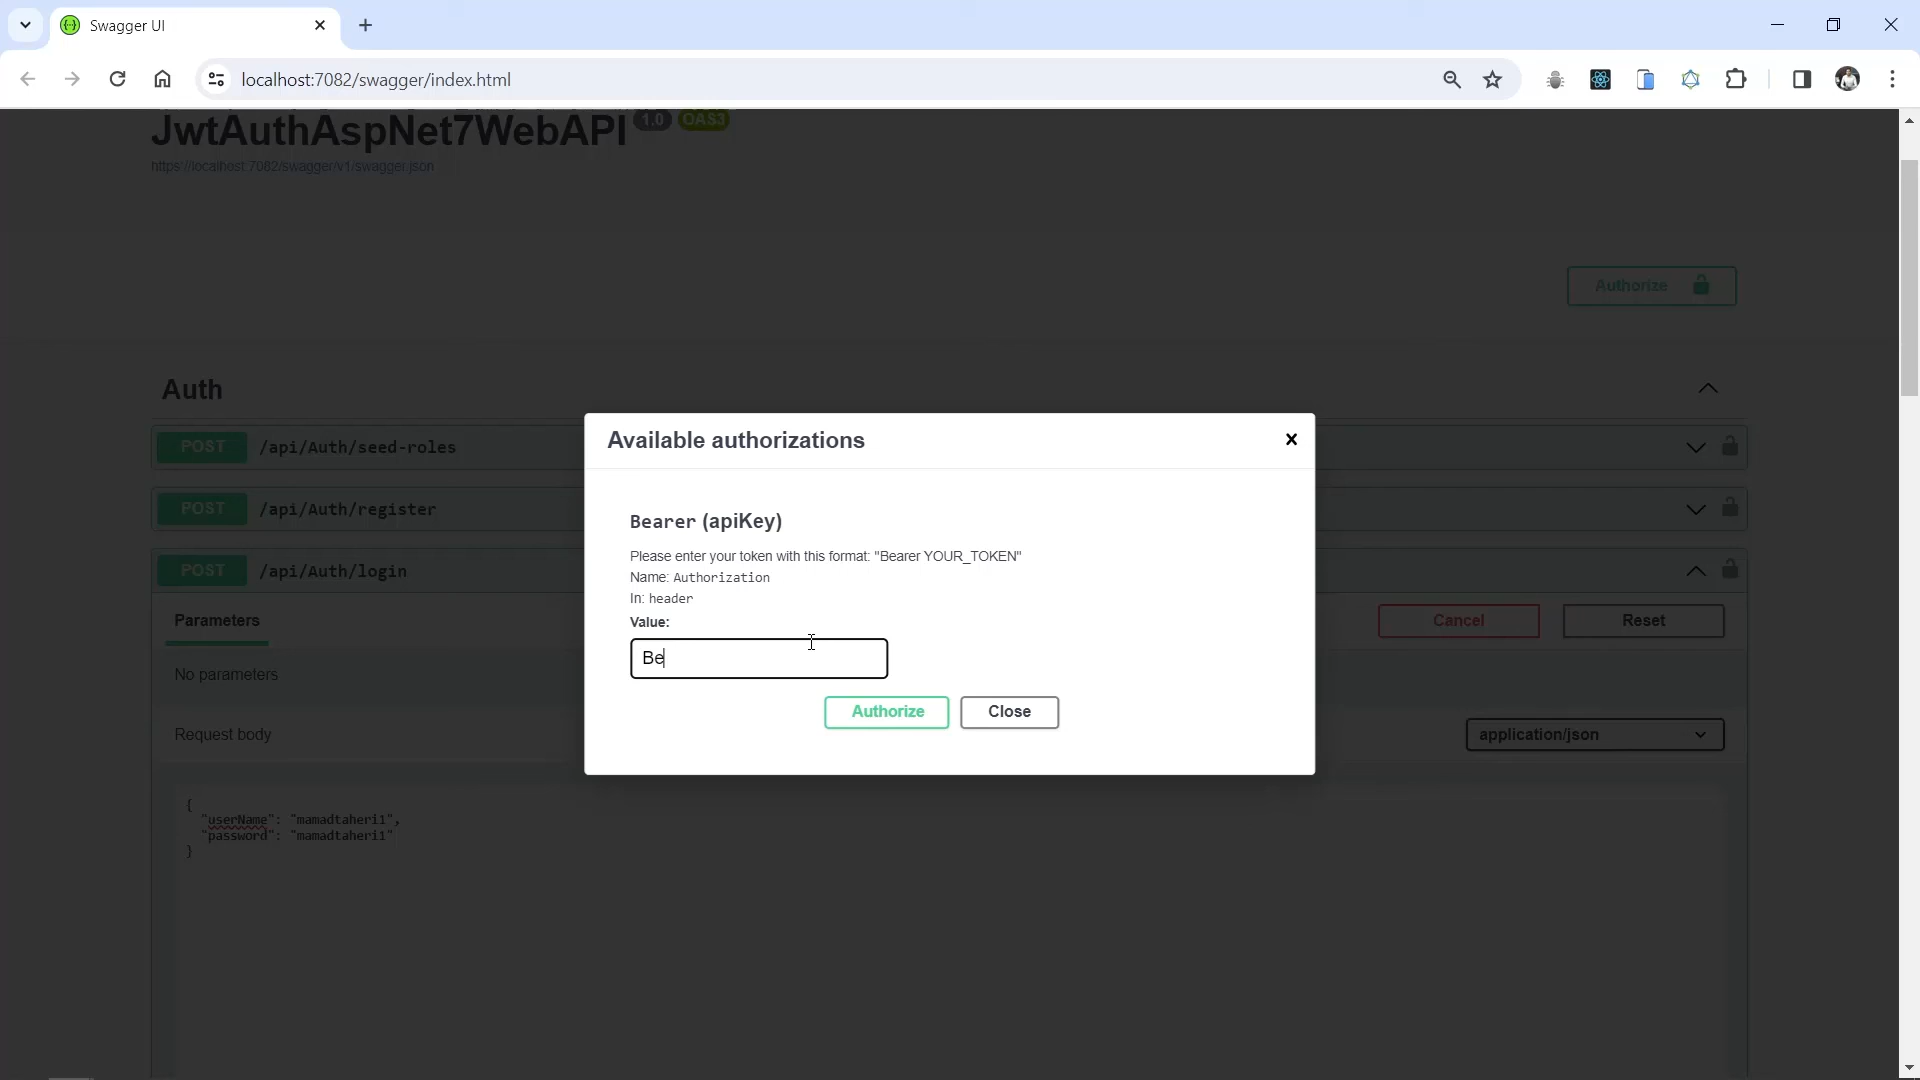 Swagger UI
localhost:7082/swagger/index.html
JwtAuthAspNet7WebAPI 1.0 OAS3
https://localhost:7082/swagger/v1/swagger.json
Authorize
Auth
POST /api/Auth/seed-roles
POST /api/Auth/register
POST /api/Auth/login
Parameters
Cancel
Reset
No parameters
Request body
application/json
{
"userName": "mamadtaheri1",
"password": "mamadtaheri1"
}
Available authorizations
Bearer (apiKey)
Please enter your token with this format: "Bearer YOUR_TOKEN"
Name: Authorization
In: header
Value:
Be
Authorize
Close